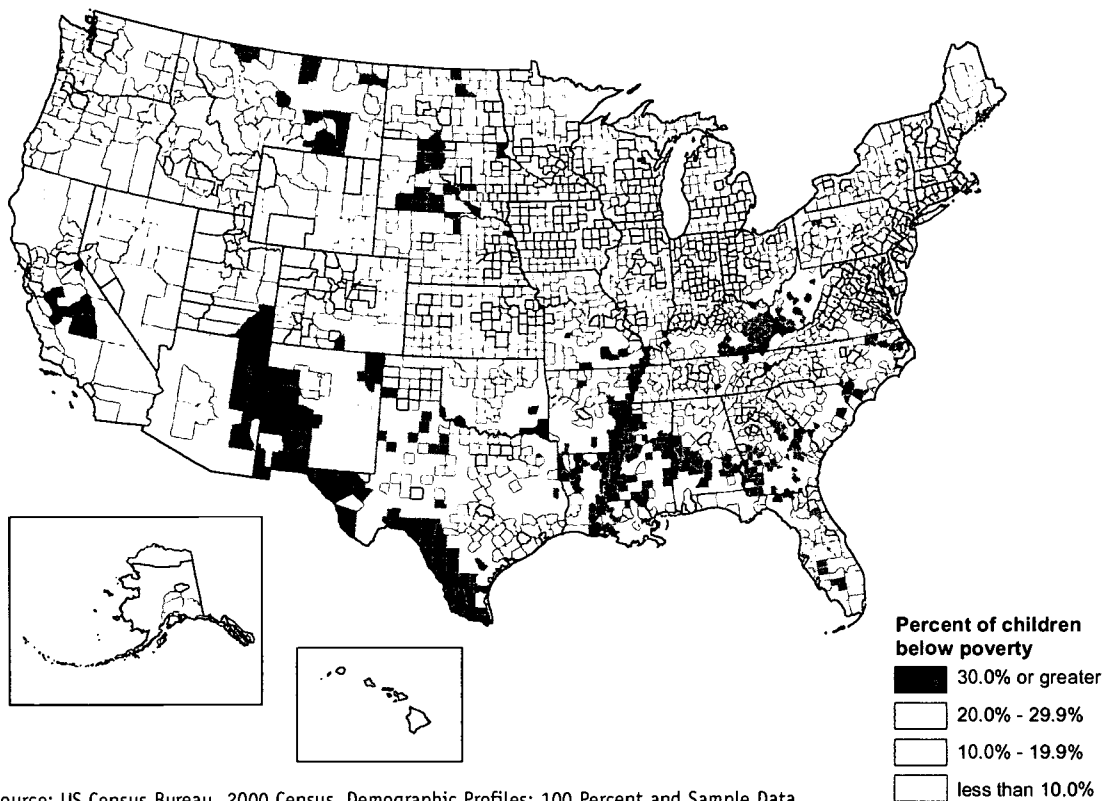 Percent of children
below poverty
30.0% or greater
20.0% - 29.9%
10.0% - 19.9%
less than 10.0%
ource: US Census Bureau, 2000 Census, Demographic Profiles: 100 Percent and Sample Data